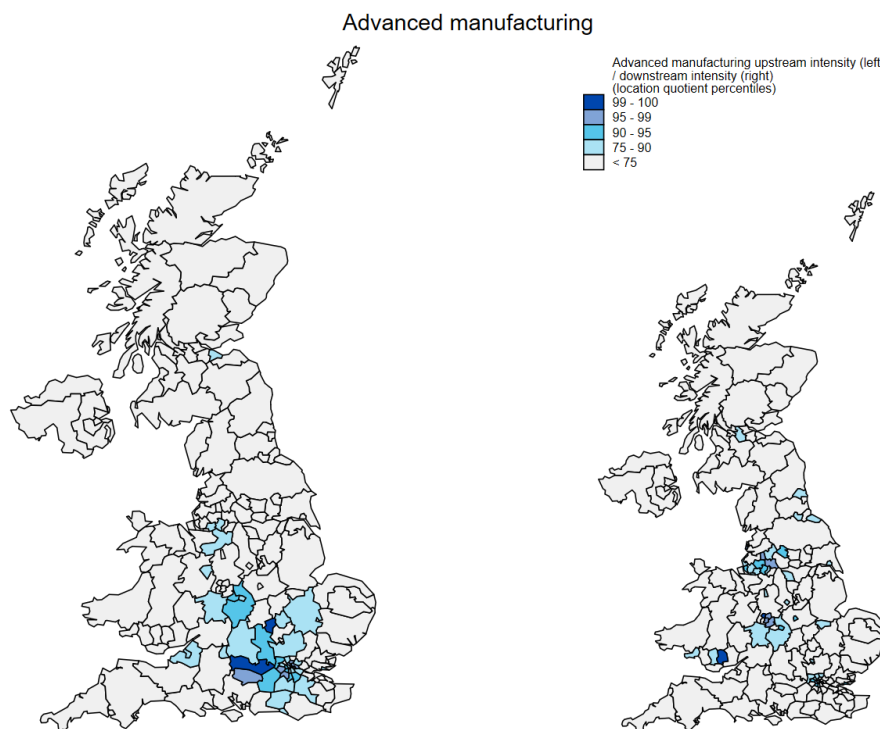 Advanced manufacturing
Advanced manufacturing upstream intensity (left)
/ downstream intensity (right)
(location quotient percentiles)
99 - 100
95 - 99
90 - 95
75 - 90
< 75